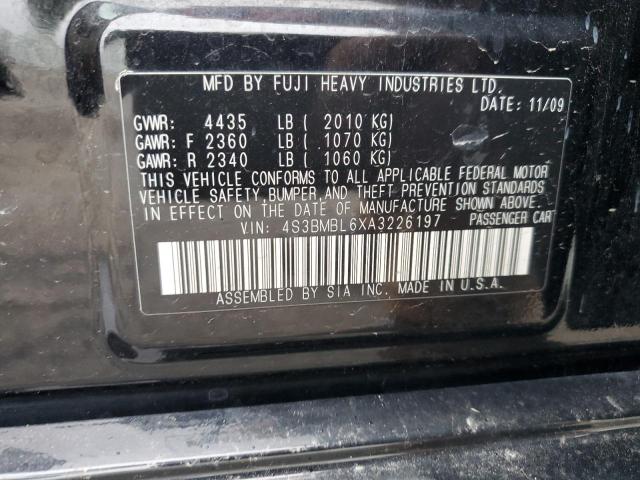 MFD BY FUJI HEAVY INDUSTRIES LTD.
DATE: 11/09
GVWR: 4435 LB ( 2010 KG)
GAWR: F 2360 LB ( 1070 KG)
GAWR: R 2340 LB ( 1060 KG)
THIS VEHICLE CONFORMS TO ALL APPLICABLE FEDERAL MOTOR
VEHICLE SAFETY, BUMPER, AND THEFT PREVENTION STANDARDS
IN EFFECT ON THE DATE OF MANUFACTURE SHOWN ABOVE.
V.IN: 4S3BMBL6XA3226197 PASSENGER CAR
ASSEMBLED BY SIA INC. MADE IN U.S.A.